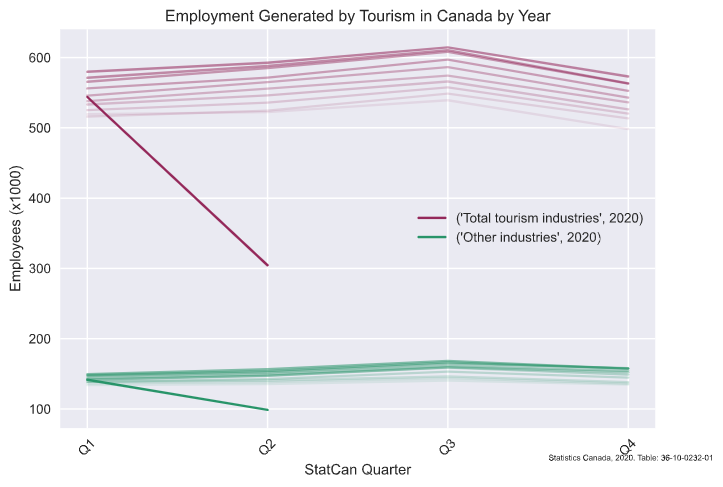 Employment Generated by Tourism in Canada by Year
Employees (x1000)
600
500
400
300
200
100
('Total tourism industries', 2020)
('Other industries', 2020)
Q1
Q2
Q3
Q4
StatCan Quarter
Statistics Canada, 2020. Table: 36-10-0232-01